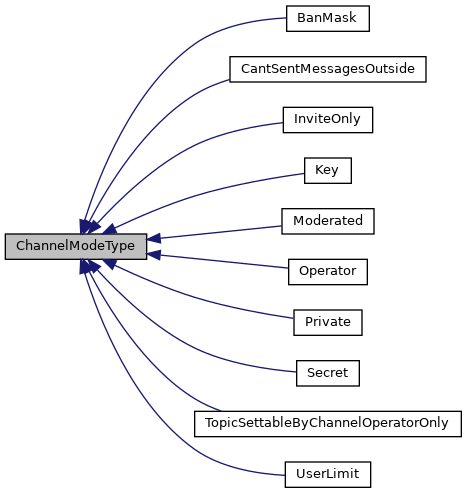 BanMask
CantSentMessagesOutside
InviteOnly
Key
Moderated
ChannelModeType
Operator
Private
Secret
TopicSettableByChannelOperatorOnly
UserLimit